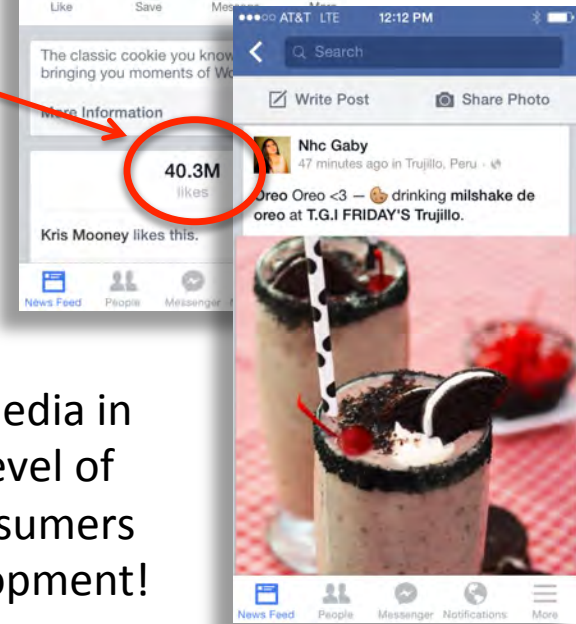 Like Save
The classic cookie you know
bringing you moments of
More Information
40.3M
likes
Kris Mooney likes this.
News Feed People Messenger
AT&T LTE 12:12 PM
Search
Write Post Share Photo
Nhc Gaby
47 minutes ago in Trujillo, Peru ·
Oreo Oreo <3 — drinking milshake de
oreo at T.G.I FRIDAY'S Trujillo.
News Feed People Messenger Notifications More
edia in
evel of
sumers
opment!